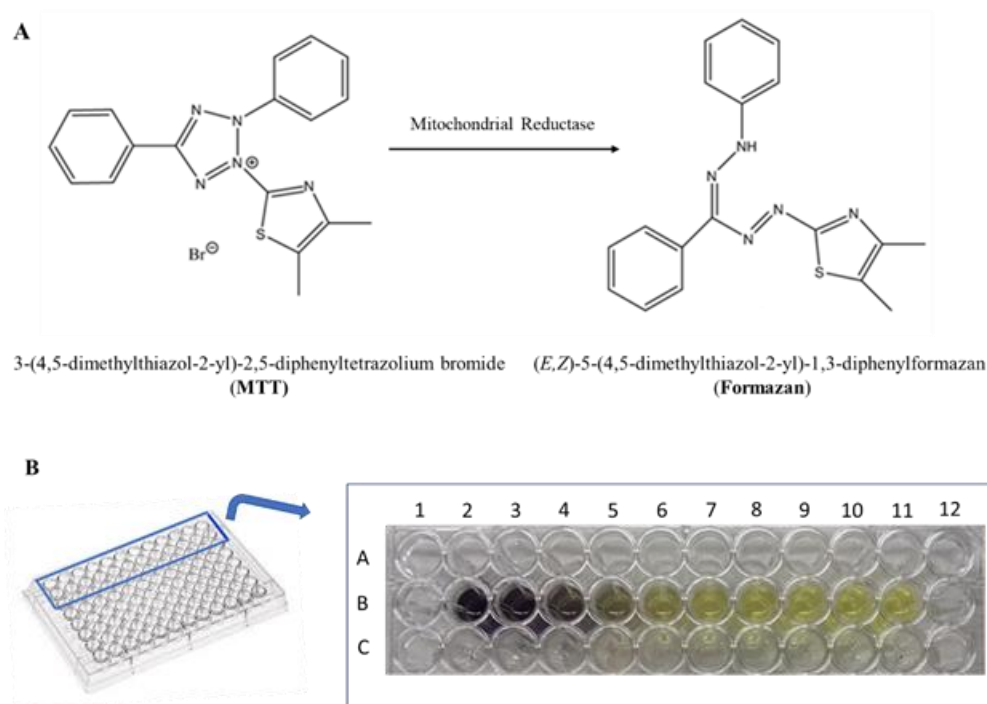 A
N
N
N
N⊕
N
S
Br⊖
Mitochondrial Reductase
NH
N
N
N
N
S
3-(4,5-dimethylthiazol-2-yl)-2,5-diphenyltetrazolium bromide
(MTT)
(E,Z)-5-(4,5-dimethylthiazol-2-yl)-1,3-diphenylformazan
(Formazan)
B
1 2 3 4 5 6 7 8 9 10 11 12
A
B
C